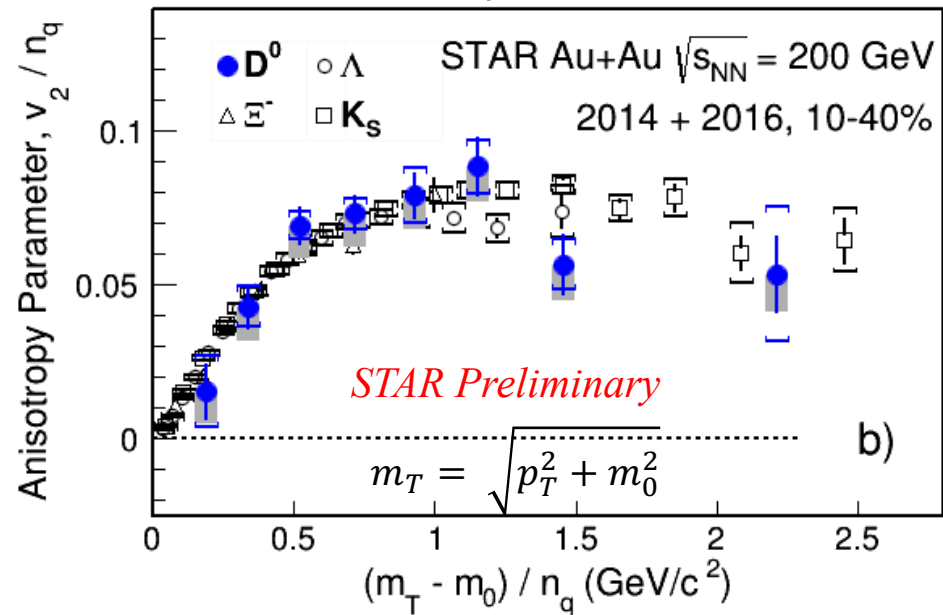 Anisotropy Parameter, v₂ / n_q
D⁰ Λ
Ξ⁻ K_S
STAR Au+Au √s_NN = 200 GeV
2014 + 2016, 10-40%
0.1
0.05
0
STAR Preliminary
b)
m_T = √(p_T² + m_0²)
0 0.5 1 1.5 2 2.5
(m_T - m_0) / n_q (GeV/c²)